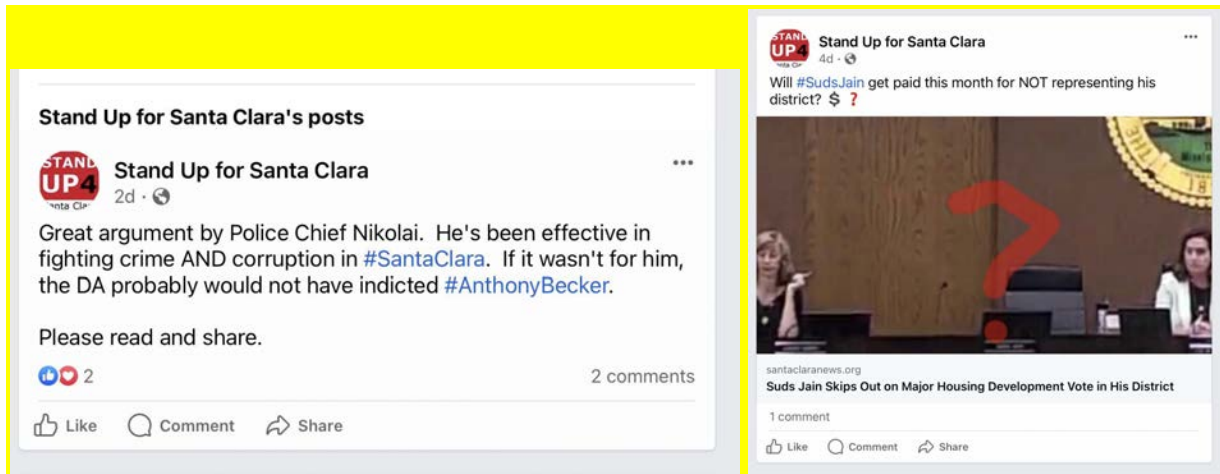 Stand Up for Santa Clara's posts
STAND
UP4
Stand Up for Santa Clara
2d ·
Great argument by Police Chief Nikolai. He's been effective in
fighting crime AND corruption in #SantaClara. If it wasn't for him,
the DA probably would not have indicted #AnthonyBecker.
Please read and share.
2
2 comments
Like Comment Share
STAND
UP4
Stand Up for Santa Clara
4d ·
Will #SudsJain get paid this month for NOT representing his
district? $ ?
?
santaclaranews.org
Suds Jain Skips Out on Major Housing Development Vote in His District
1 comment
Like Comment Share